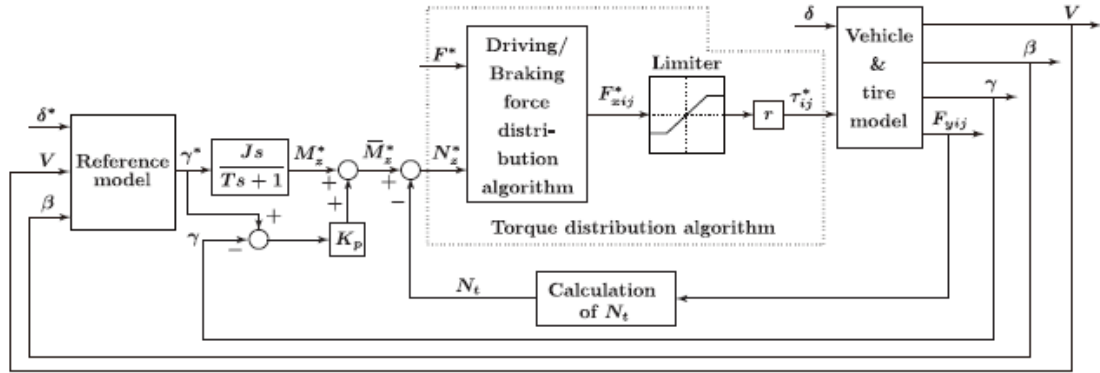 δ*
V
β
Reference
model
γ*
Js
Ts + 1
M*z
+
+
M̅*z
+
−
N*z
γ
+
−
Kp
F*
Driving/
Braking
force
distri-
bution
algorithm
F*xij
Limiter
r
τ*ij
Torque distribution algorithm
δ
Vehicle
&
tire
model
V
β
γ
Fyij
Nt
Calculation
of Nt